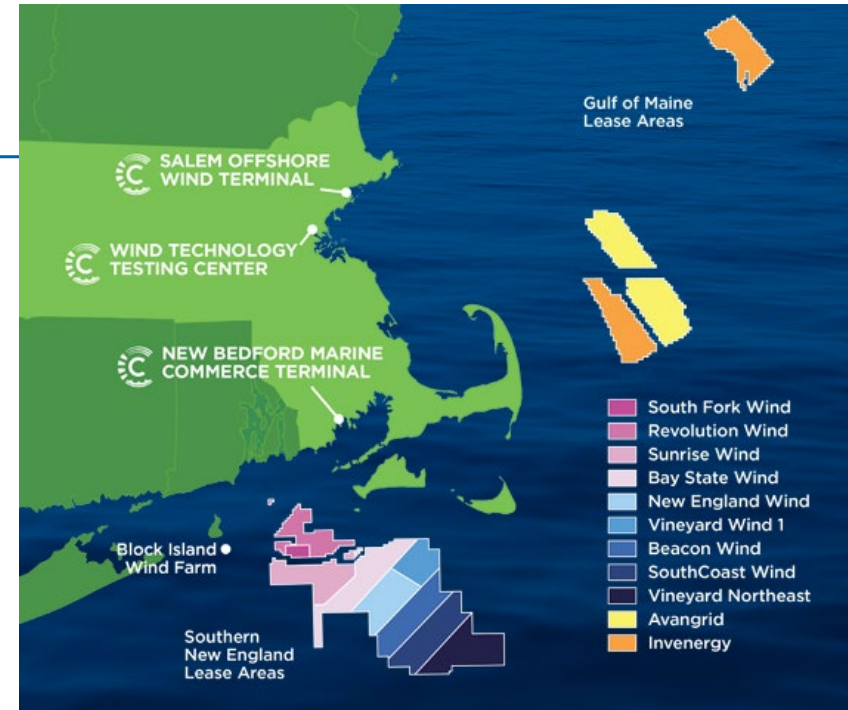 Gulf of Maine
Lease Areas
SALEM OFFSHORE
WIND TERMINAL
WIND TECHNOLOGY
TESTING CENTER
NEW BEDFORD MARINE
COMMERCE TERMINAL
South Fork Wind
Revolution Wind
Sunrise Wind
Bay State Wind
New England Wind
Vineyard Wind 1
Beacon Wind
SouthCoast Wind
Vineyard Northeast
Avangrid
Invenergy
Block Island
Wind Farm
Southern
New England
Lease Areas